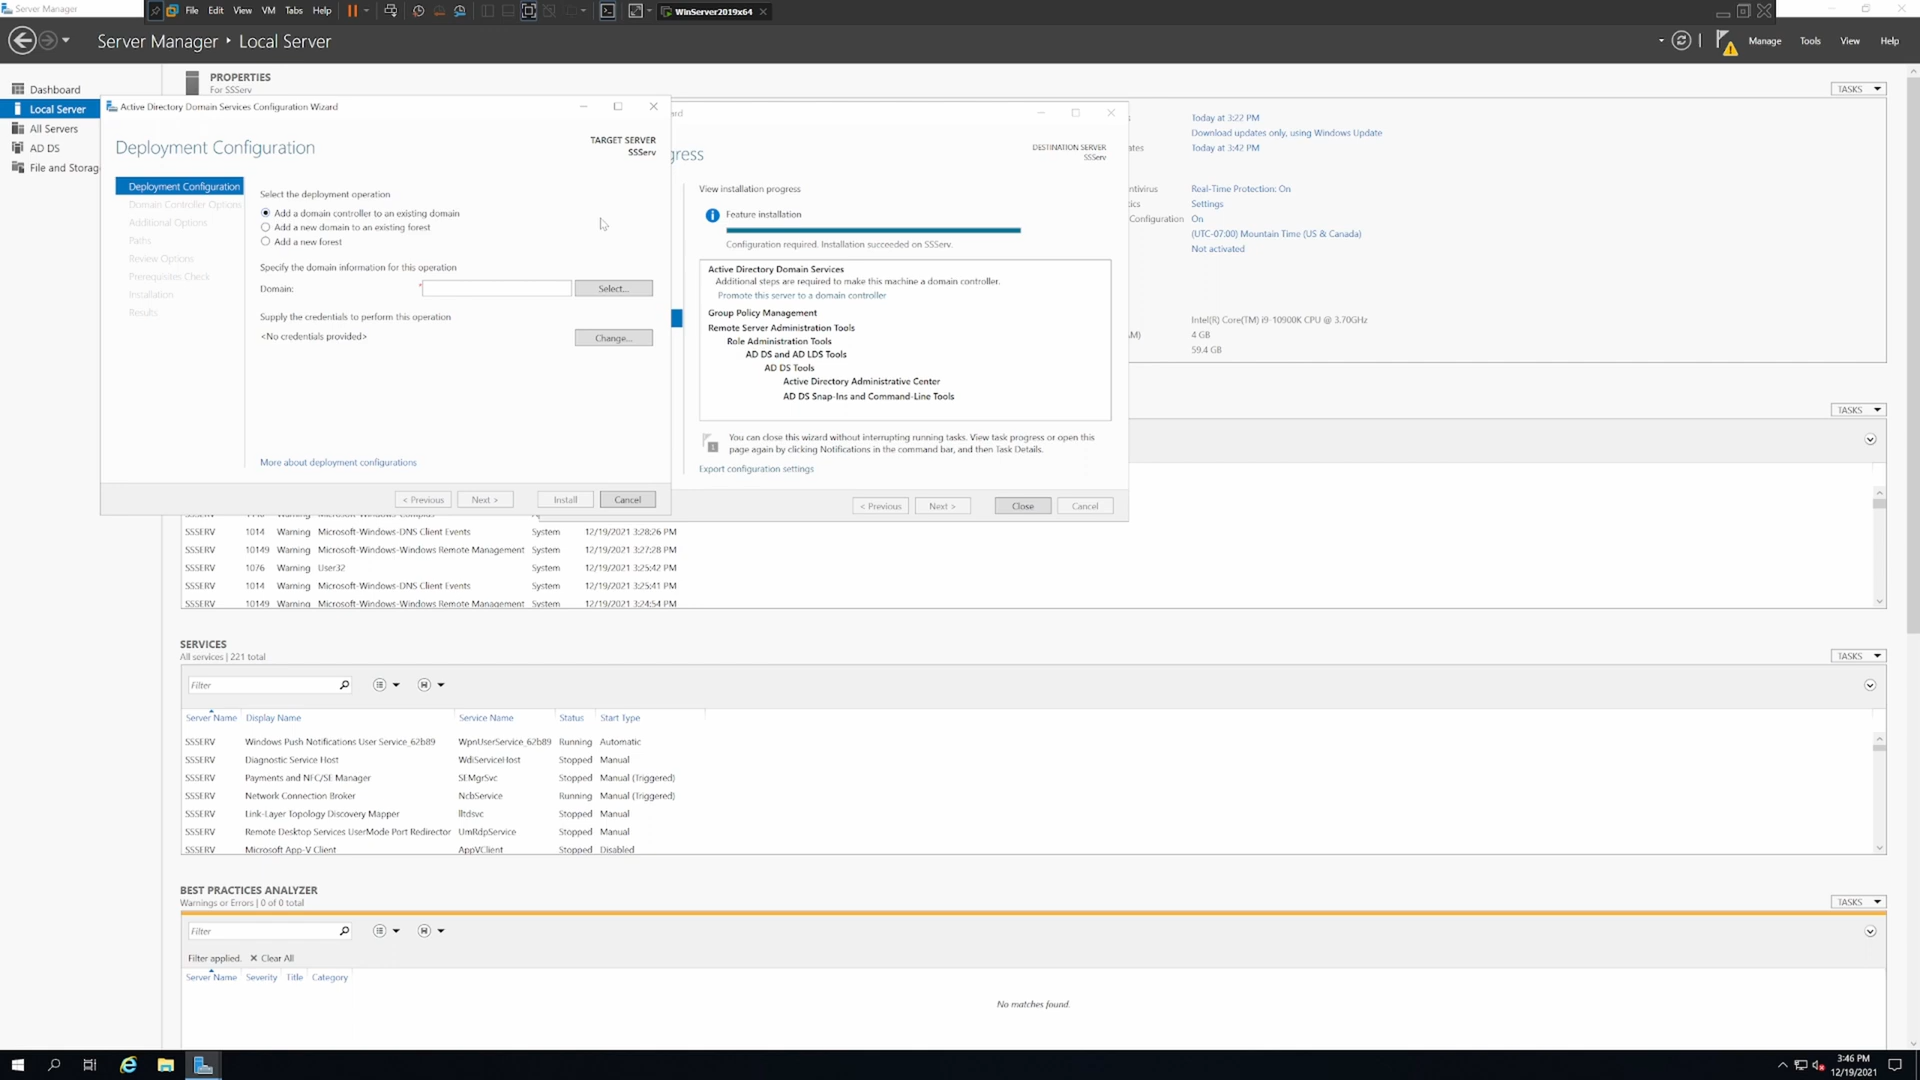 Server Manager
File
Edit
View
VM
Tabs
Help
WinServer2019x64
Server Manager
Local Server
Manage
Tools
View
Help
Dashboard
Local Server
All Servers
AD DS
File and Storag
PROPERTIES
For SSServ
TASKS
Active Directory Domain Services Configuration Wizard
Deployment Configuration
TARGET SERVER
SSServ
Deployment Configuration
Domain Controller Options
Additional Options
Paths
Review Options
Prerequisites Check
Installation
Results
Select the deployment operation
Add a domain controller to an existing domain
Add a new domain to an existing forest
Add a new forest
Specify the domain information for this operation
Domain:
*
Select...
Supply the credentials to perform this operation
<No credentials provided>
Change...
More about deployment configurations
< Previous
Next >
Install
Cancel
ard
gress
DESTINATION SERVER
SSServ
View installation progress
Feature installation
Configuration required. Installation succeeded on SSServ.
Active Directory Domain Services
Additional steps are required to make this machine a domain controller.
Promote this server to a domain controller
Group Policy Management
Remote Server Administration Tools
Role Administration Tools
AD DS and AD LDS Tools
AD DS Tools
Active Directory Administrative Center
AD DS Snap-Ins and Command-Line Tools
You can close this wizard without interrupting running tasks. View task progress or open this
page again by clicking Notifications in the command bar, and then Task Details.
Export configuration settings
< Previous
Next >
Close
Cancel
Today at 3:22 PM
Download updates only, using Windows Update
ates Today at 3:42 PM
ntivirus Real-Time Protection: On
tics Settings
Configuration On
(UTC-07:00) Mountain Time (US & Canada)
Not activated
Intel(R) Core(TM) i9-10900K CPU @ 3.70GHz
M) 4 GB
59.4 GB
TASKS
SSSERV 1014 Warning Microsoft-Windows-DNS Client Events System 12/19/2021 3:28:26 PM
SSSERV 10149 Warning Microsoft-Windows-Windows Remote Management System 12/19/2021 3:27:28 PM
SSSERV 1076 Warning User32 System 12/19/2021 3:25:42 PM
SSSERV 1014 Warning Microsoft-Windows-DNS Client Events System 12/19/2021 3:25:41 PM
SSSERV 10149 Warning Microsoft-Windows-Windows Remote Management System 12/19/2021 3:24:54 PM
SERVICES
All services | 221 total
TASKS
Filter
Server Name Display Name Service Name Status Start Type
SSSERV Windows Push Notifications User Service_62b89 WpnUserService_62b89 Running Automatic
SSSERV Diagnostic Service Host WdiServiceHost Stopped Manual
SSSERV Payments and NFC/SE Manager SEMgrSvc Stopped Manual (Triggered)
SSSERV Network Connection Broker NcbService Running Manual (Triggered)
SSSERV Link-Layer Topology Discovery Mapper lltdsvc Stopped Manual
SSSERV Remote Desktop Services UserMode Port Redirector UmRdpService Stopped Manual
SSSERV Microsoft App-V Client AppVClient Stopped Disabled
BEST PRACTICES ANALYZER
Warnings or Errors | 0 of 0 total
TASKS
Filter
Filter applied. Clear All
Server Name Severity Title Category
No matches found.
3:46 PM
12/19/2021